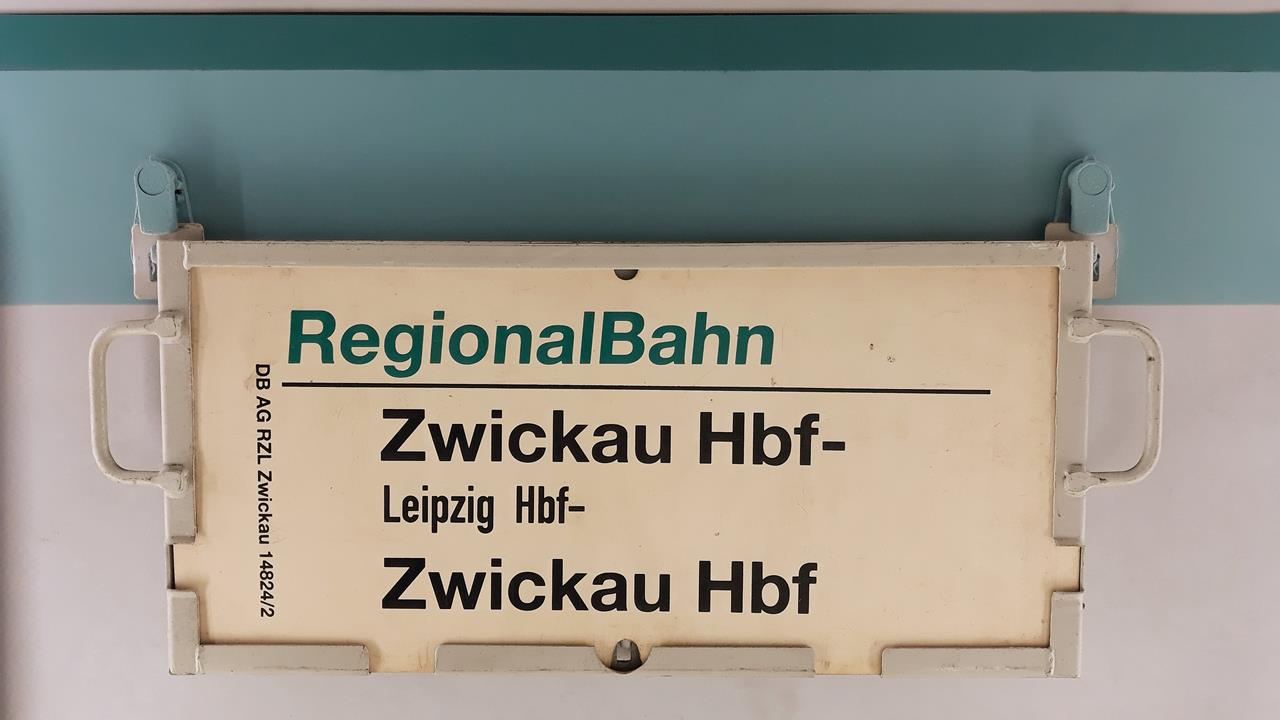 RegionalBahn
Zwickau Hbf-
Leipzig Hbf-
Zwickau Hbf
DB AG RZL Zwickau 14824/2